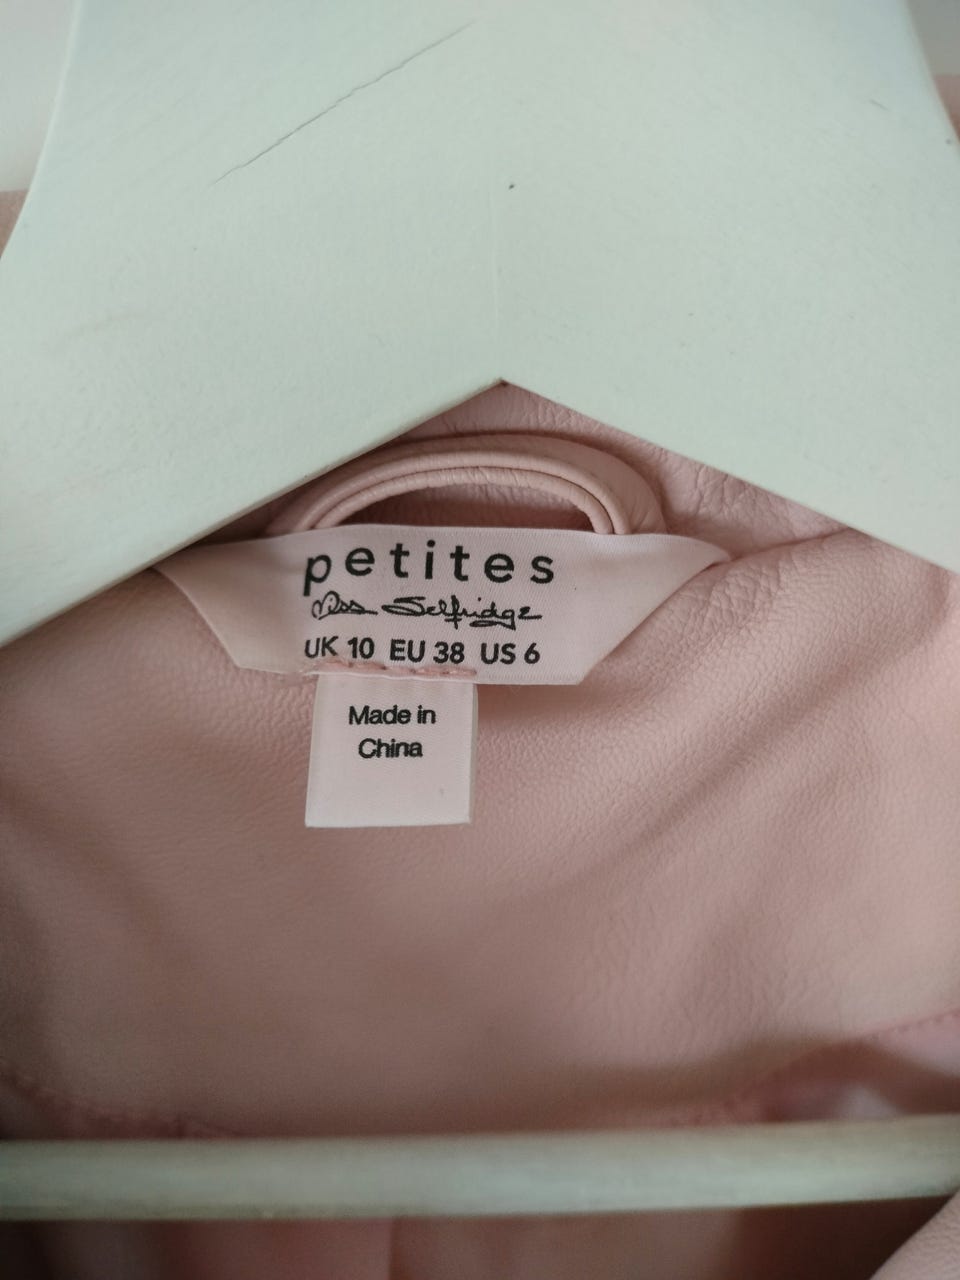 petites
Miss Selfridge
UK 10 EU 38 US 6
Made in
China